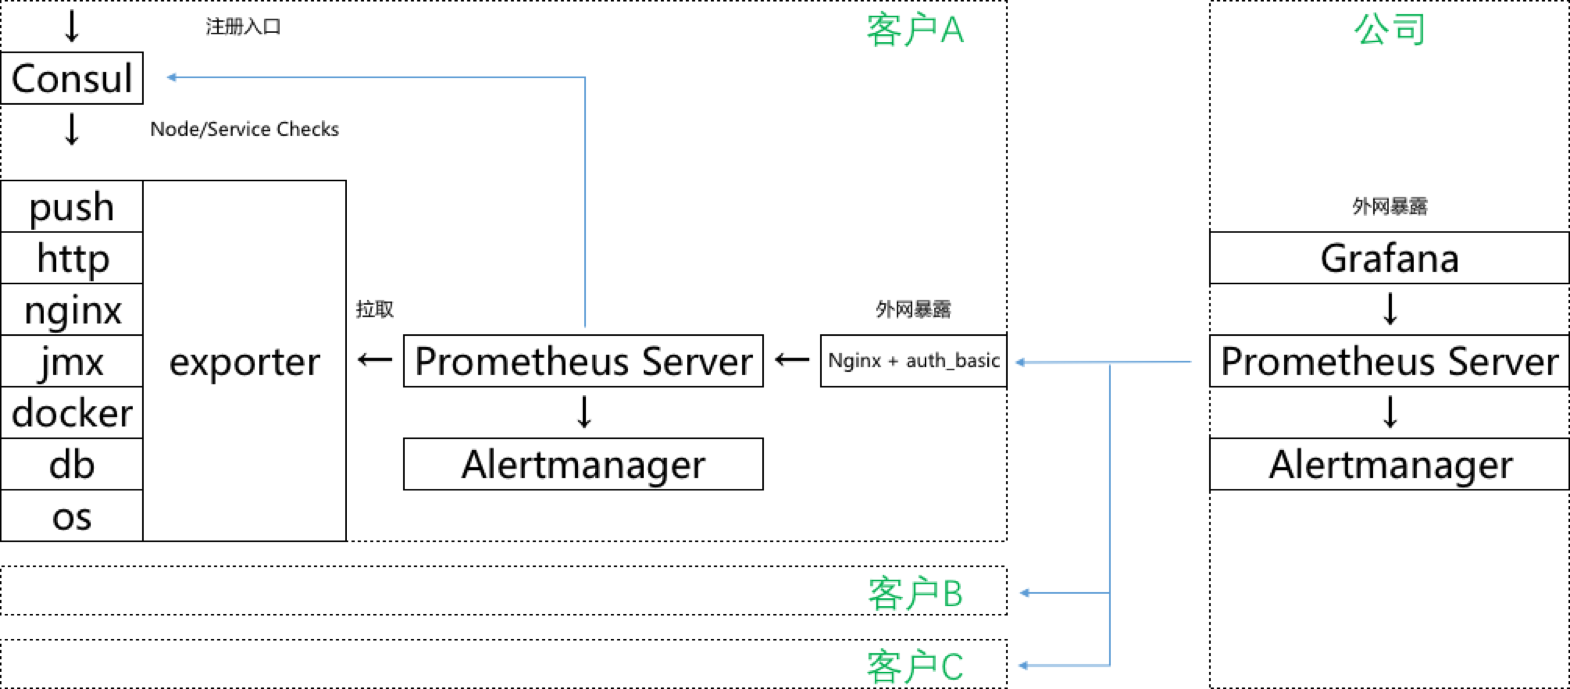 注册入口
客户A
公司
Consul
Node/Service Checks
push
http
nginx
jmx
docker
db
os
exporter
拉取
Prometheus Server
Alertmanager
外网暴露
Nginx + auth_basic
外网暴露
Grafana
Prometheus Server
Alertmanager
客户B
客户C